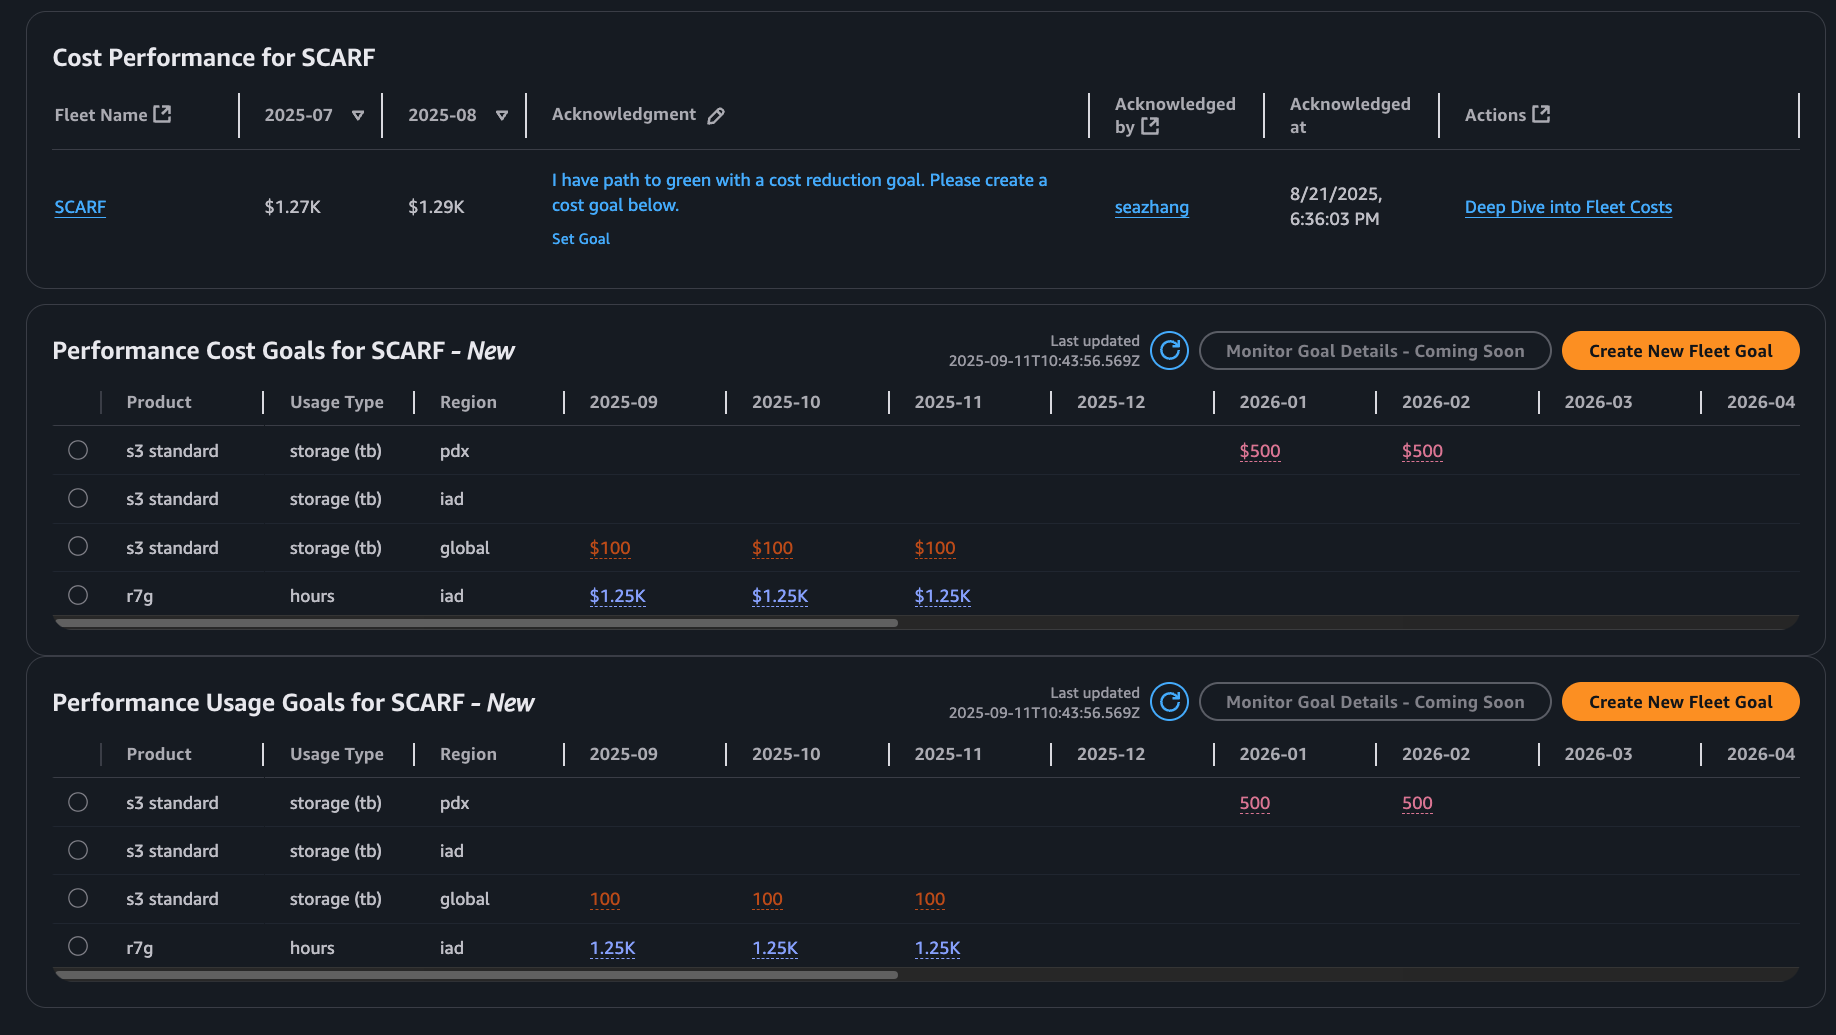 Cost Performance for SCARF
Fleet Name
2025-07
2025-08
Acknowledgment
Acknowledged
by
Acknowledged
at
Actions
SCARF
$1.27K
$1.29K
I have path to green with a cost reduction goal. Please create a
cost goal below.
Set Goal
seazhang
8/21/2025,
6:36:03 PM
Deep Dive into Fleet Costs
Performance Cost Goals for SCARF - New
Last updated
2025-09-11T10:43:56.569Z
Monitor Goal Details - Coming Soon
Create New Fleet Goal
Product Usage Type Region 2025-09 2025-10 2025-11 2025-12 2026-01 2026-02 2026-03 2026-04
s3 standard storage (tb) pdx $500 $500
s3 standard storage (tb) iad
s3 standard storage (tb) global $100 $100 $100
r7g hours iad $1.25K $1.25K $1.25K
Performance Usage Goals for SCARF - New
Last updated
2025-09-11T10:43:56.569Z
Monitor Goal Details - Coming Soon
Create New Fleet Goal
Product Usage Type Region 2025-09 2025-10 2025-11 2025-12 2026-01 2026-02 2026-03 2026-04
s3 standard storage (tb) pdx 500 500
s3 standard storage (tb) iad
s3 standard storage (tb) global 100 100 100
r7g hours iad 1.25K 1.25K 1.25K